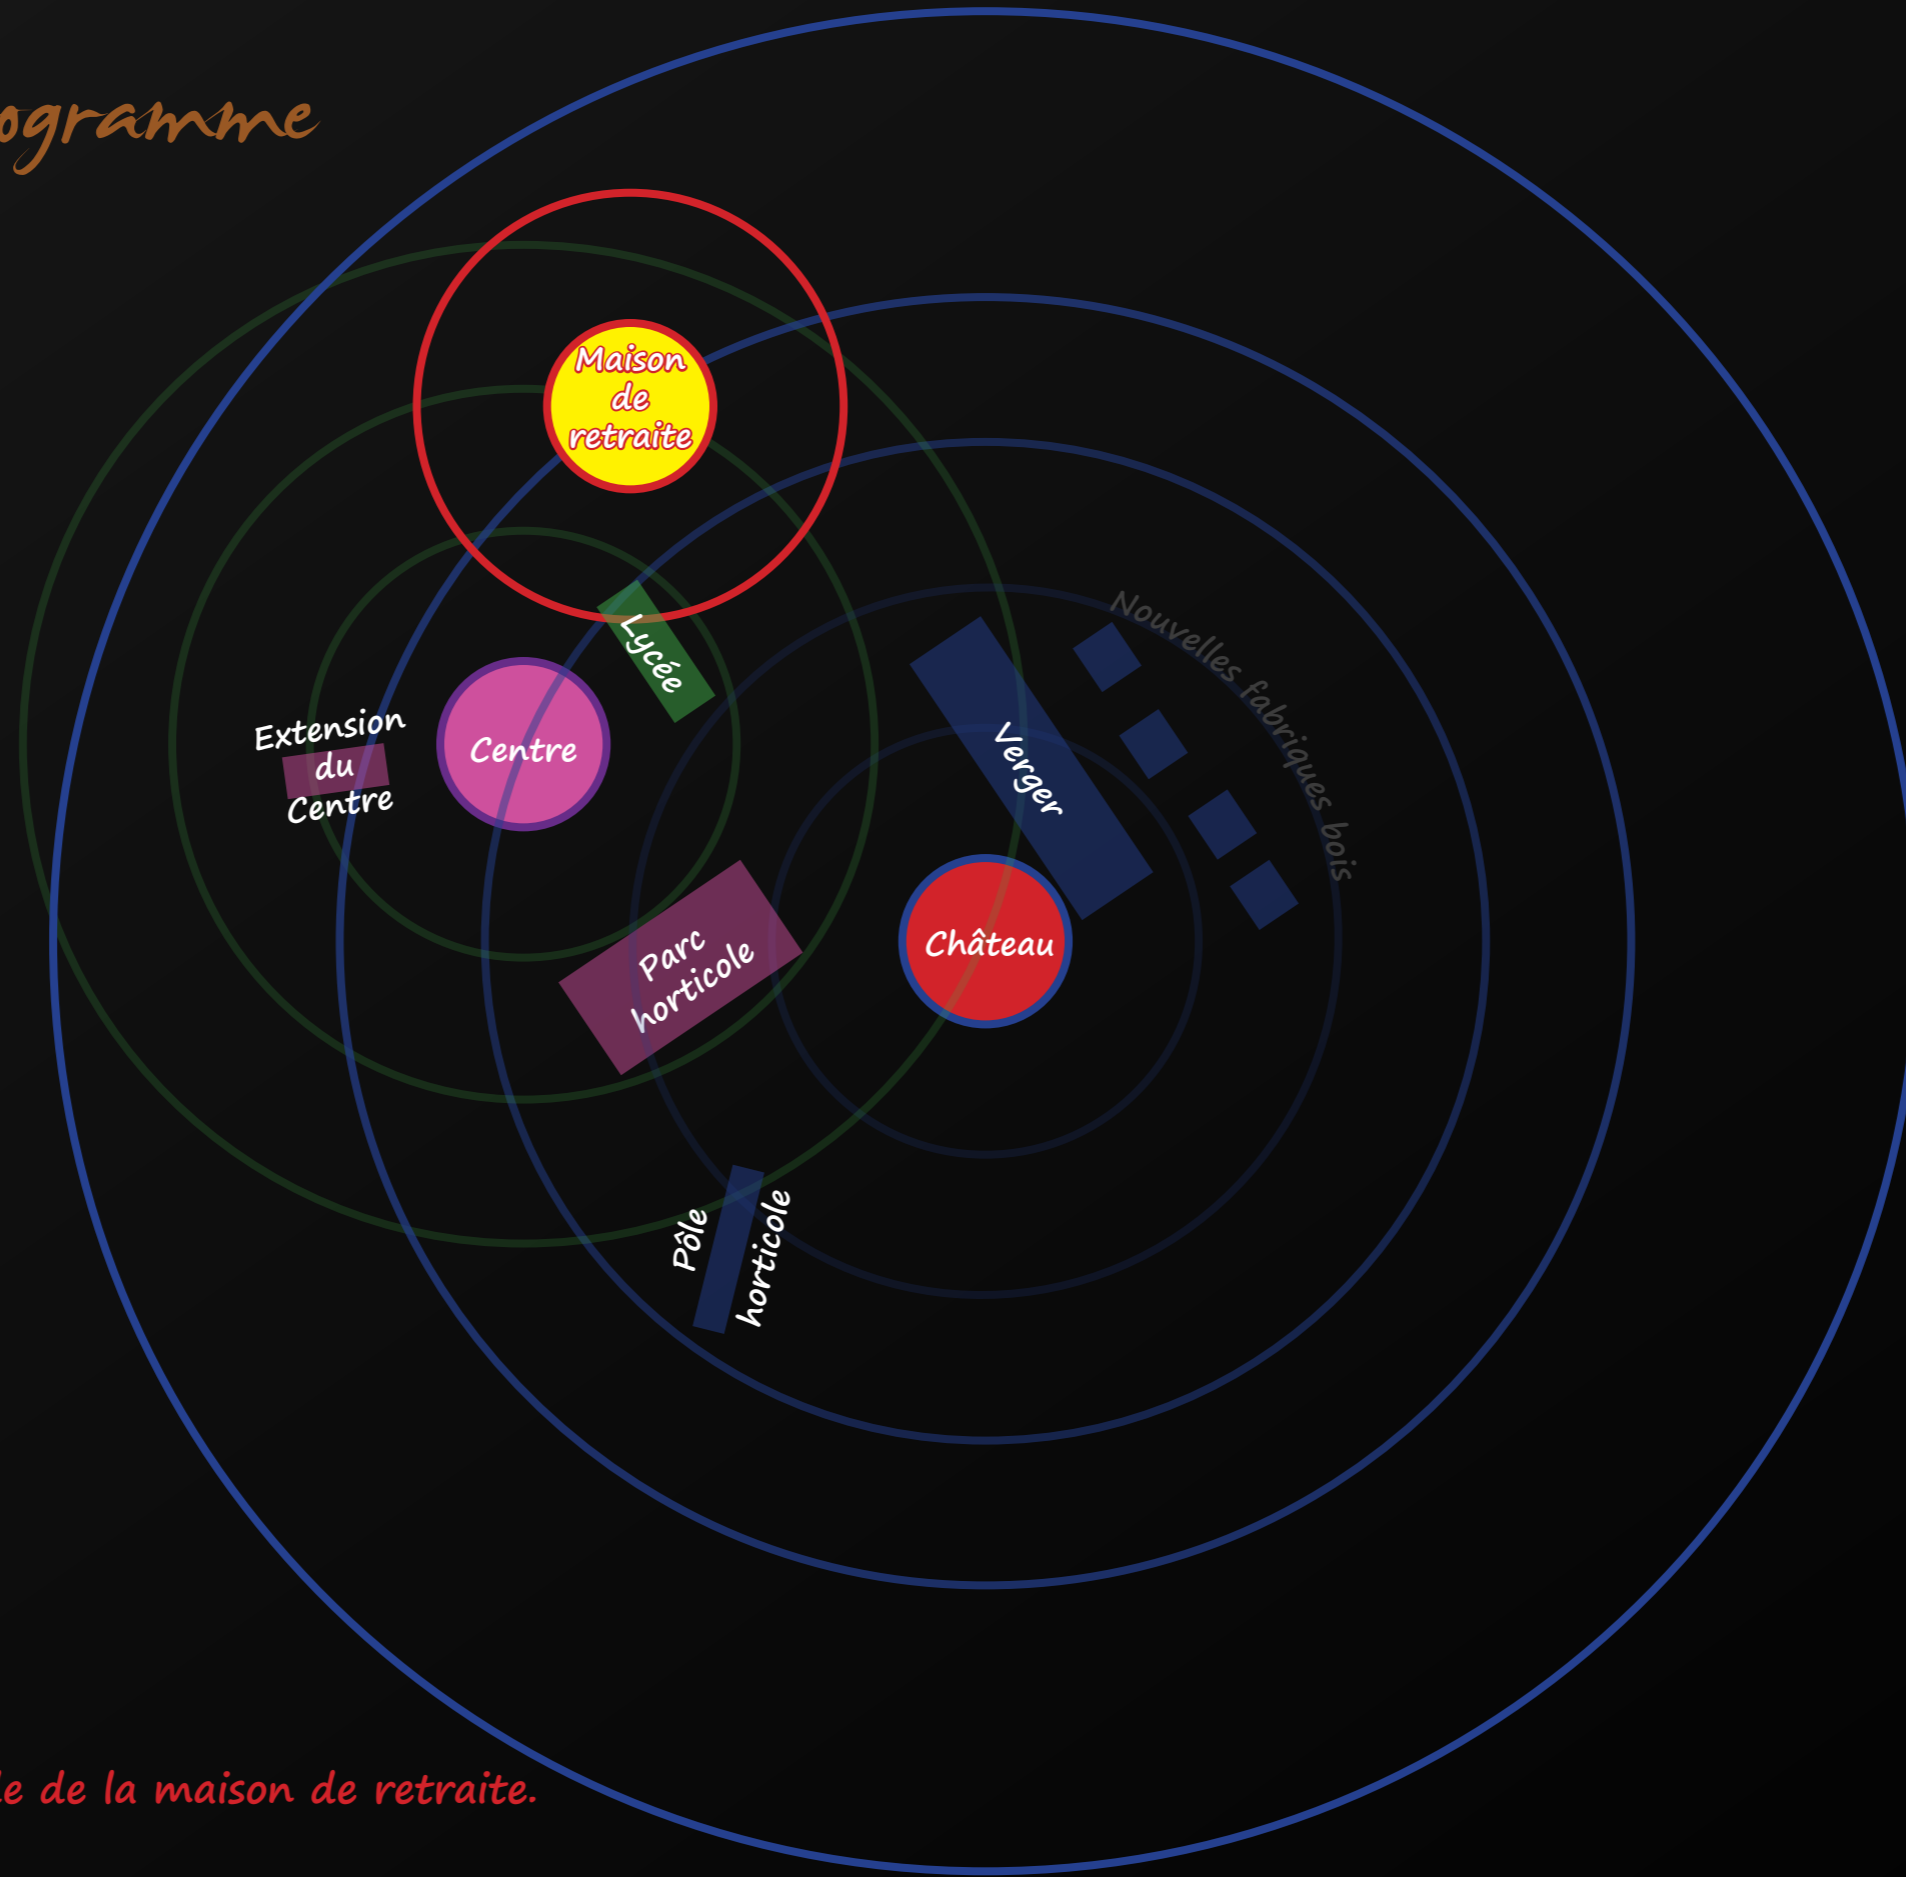 ogramme
Maison
de
retraite
Lycée
Nouvelles fabriques bois
Extension
du
Centre
Centre
Verger
Parc
horticole
Château
Pôle
horticole
de la maison de retraite.